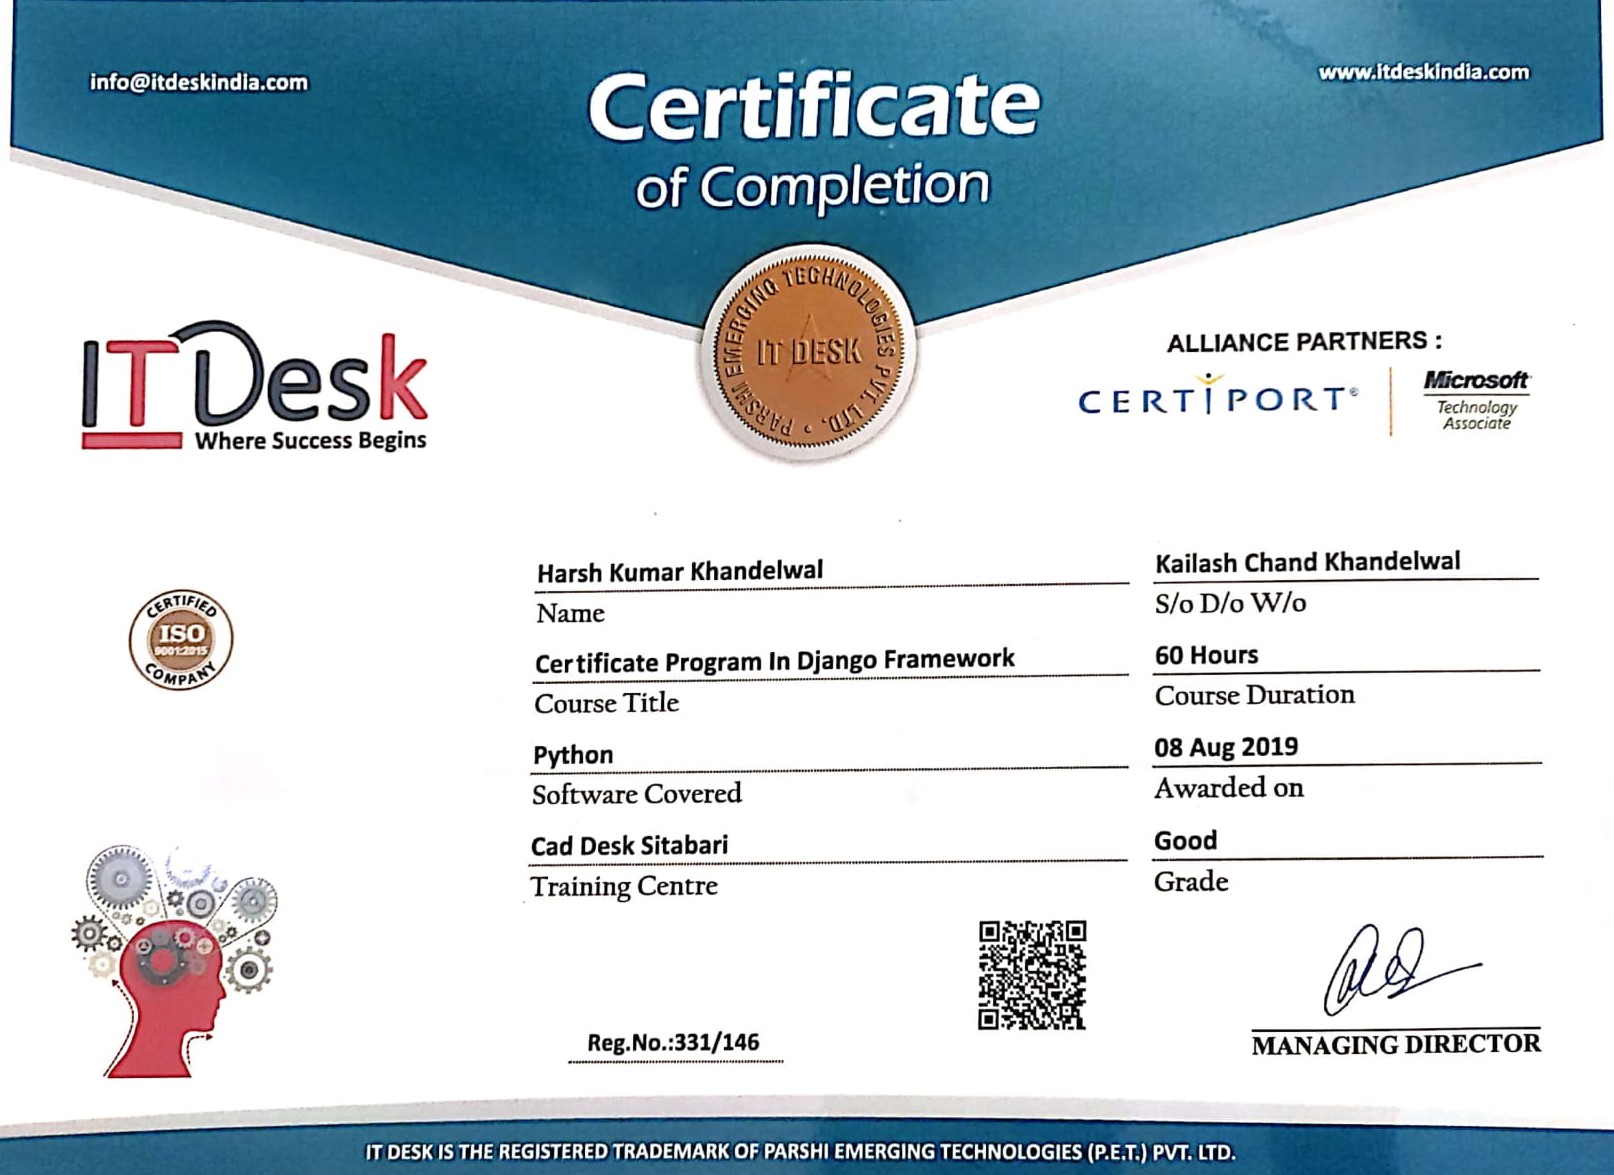 info@itdeskindia.com
www.itdeskindia.com
Certificate
of Completion
PARSHI EMERGING TECHNOLOGIES PVT. LTD.
IT DESK
IT Desk
Where Success Begins
ALLIANCE PARTNERS :
CERTIPORT®
Microsoft
Technology
Associate
Harsh Kumar Khandelwal
Name
Kailash Chand Khandelwal
S/o D/o W/o
CERTIFIED
ISO
9001:2015
COMPANY
Certificate Program In Django Framework
Course Title
60 Hours
Course Duration
Python
Software Covered
08 Aug 2019
Awarded on
Cad Desk Sitabari
Training Centre
Good
Grade
Reg.No.:331/146
MANAGING DIRECTOR
IT DESK IS THE REGISTERED TRADEMARK OF PARSHI EMERGING TECHNOLOGIES (P.E.T.) PVT. LTD.